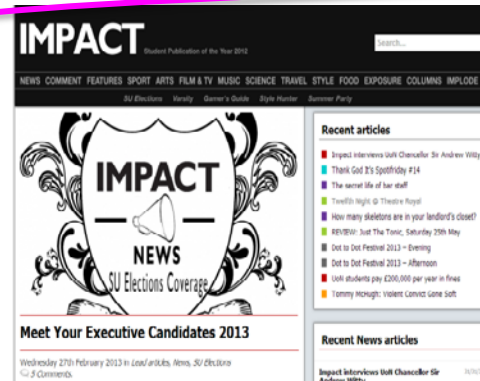 IMPACT
Student Publication of the Year 2012
Search...
NEWS COMMENT FEATURES SPORT ARTS FILM & TV MUSIC SCIENCE TRAVEL STYLE FOOD EXPOSURE COLUMNS IMPLODE
SU Elections Varsity Gamer's Guide Style Hunter Summer Party
IMPACT
NEWS
SU Elections Coverage
Meet Your Executive Candidates 2013
Wednesday 27th February 2013 in Lead articles, News, SU Elections
5 Comments.
Recent articles
Impact interviews UoN Chancellor Sir Andrew Witty
Thank God It's Spotifriday #14
The secret life of bar staff
Twelfth Night @ Theatre Royal
How many skeletons are in your landlord's closet?
REVIEW: Just The Tonic, Saturday 25th May
Dot to Dot Festival 2013 – Evening
Dot to Dot Festival 2013 – Afternoon
UoN students pay £200,000 per year in fines
Tommy McHugh: Violent Convict Gone Soft
Recent News articles
Impact interviews UoN Chancellor Sir
Andrew Witty